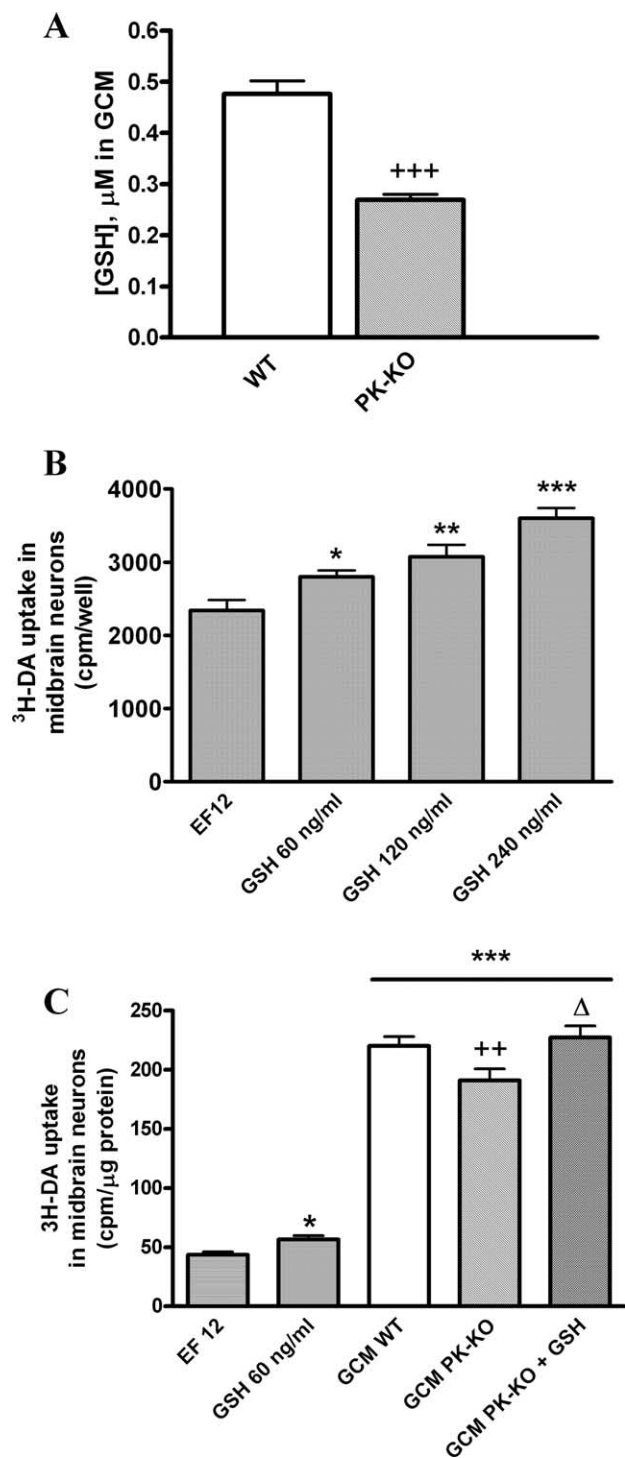 A
[GSH], μM in GCM
0.6
0.5
0.4
0.3
0.2
0.1
0.0
+++
WT
PK-KO
B
³H-DA uptake in
midbrain neurons
(cpm/well)
4000
3000
2000
1000
0
*
**
***
EF12
GSH 60 ng/ml
GSH 120 ng/ml
GSH 240 ng/ml
C
3H-DA uptake
in midbrain neurons
(cpm/μg protein)
250
200
150
100
50
0
***
*
++
Δ
EF 12
GSH 60 ng/ml
GCM WT
GCM PK-KO
GCM PK-KO + GSH